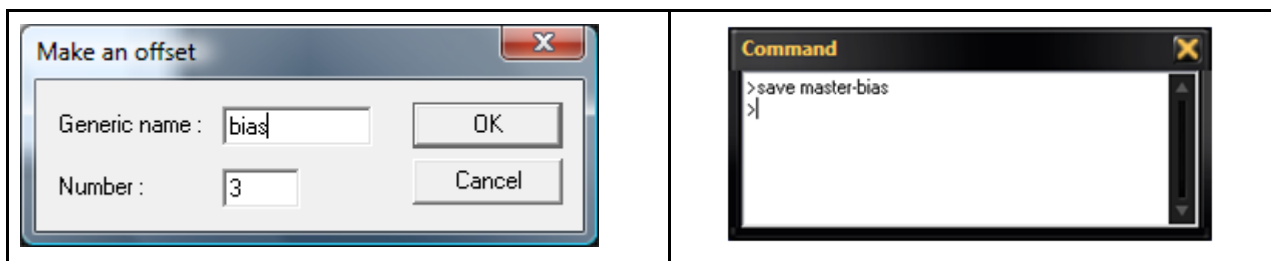 Make an offset
Generic name : bias OK
Number : 3 Cancel
Command
>save master-bias
>